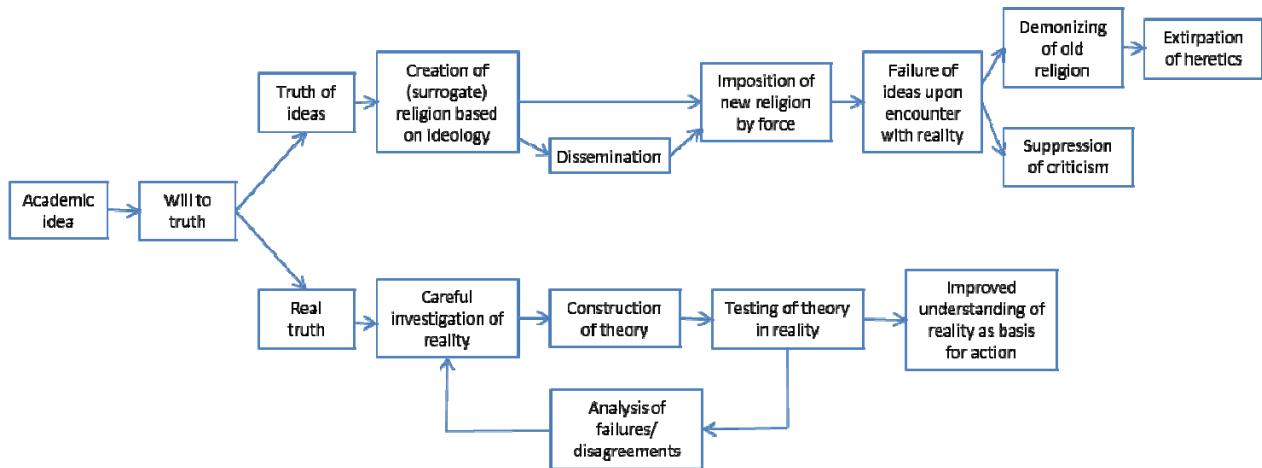 Academic
idea
Will to
truth
Truth of
ideas
Creation of
(surrogate)
religion based
on ideology
Dissemination
Imposition of
new religion
by force
Failure of
ideas upon
encounter
with reality
Demonizing
of old
religion
Extirpation
of heretics
Suppression
of criticism
Real
truth
Careful
investigation of
reality
Construction
of theory
Testing of theory
in reality
Improved
understanding of
reality as basis
for action
Analysis of
failures/
disagreements